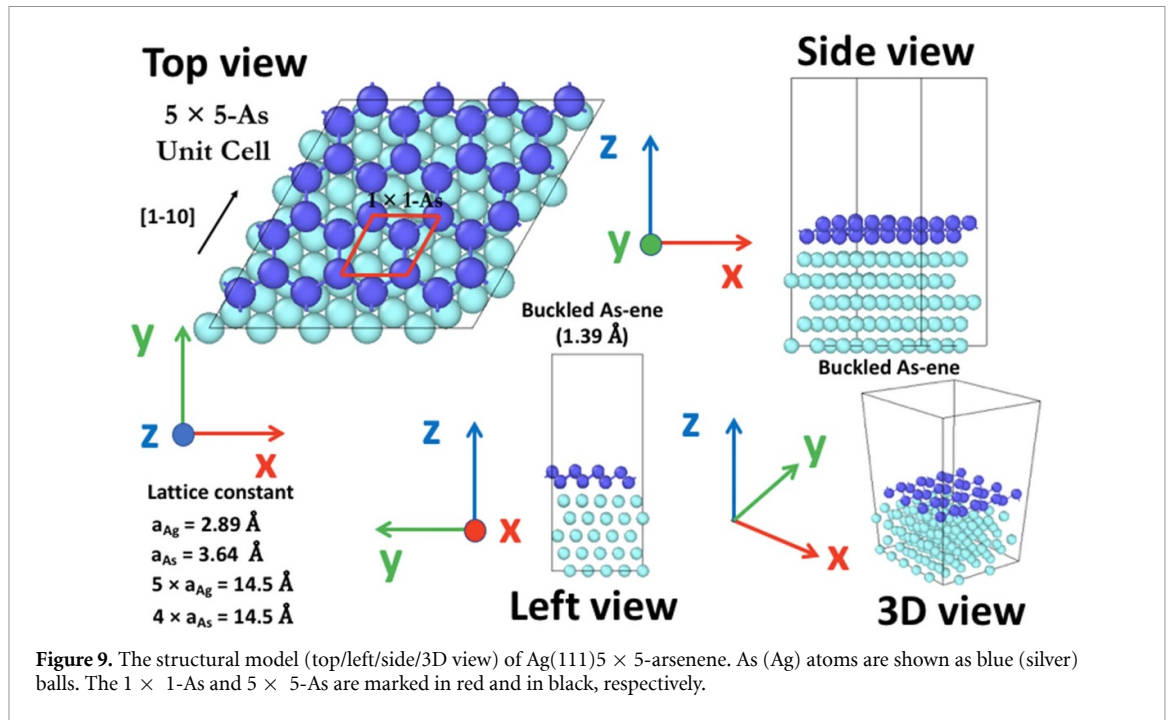 Top view
5 × 5-As
Unit Cell
[1-10]
1 × 1-As
y
z
x
Side view
z
y
x
Buckled As-ene
(1.39 Å)
Buckled As-ene
Lattice constant
a_Ag = 2.89 Å
a_As = 3.64 Å
5 × a_Ag = 14.5 Å
4 × a_As = 14.5 Å
z
y
x
Left view
z
y
x
3D view
Figure 9. The structural model (top/left/side/3D view) of Ag(111)5 × 5-arsenene. As (Ag) atoms are shown as blue (silver)
balls. The 1 × 1-As and 5 × 5-As are marked in red and in black, respectively.